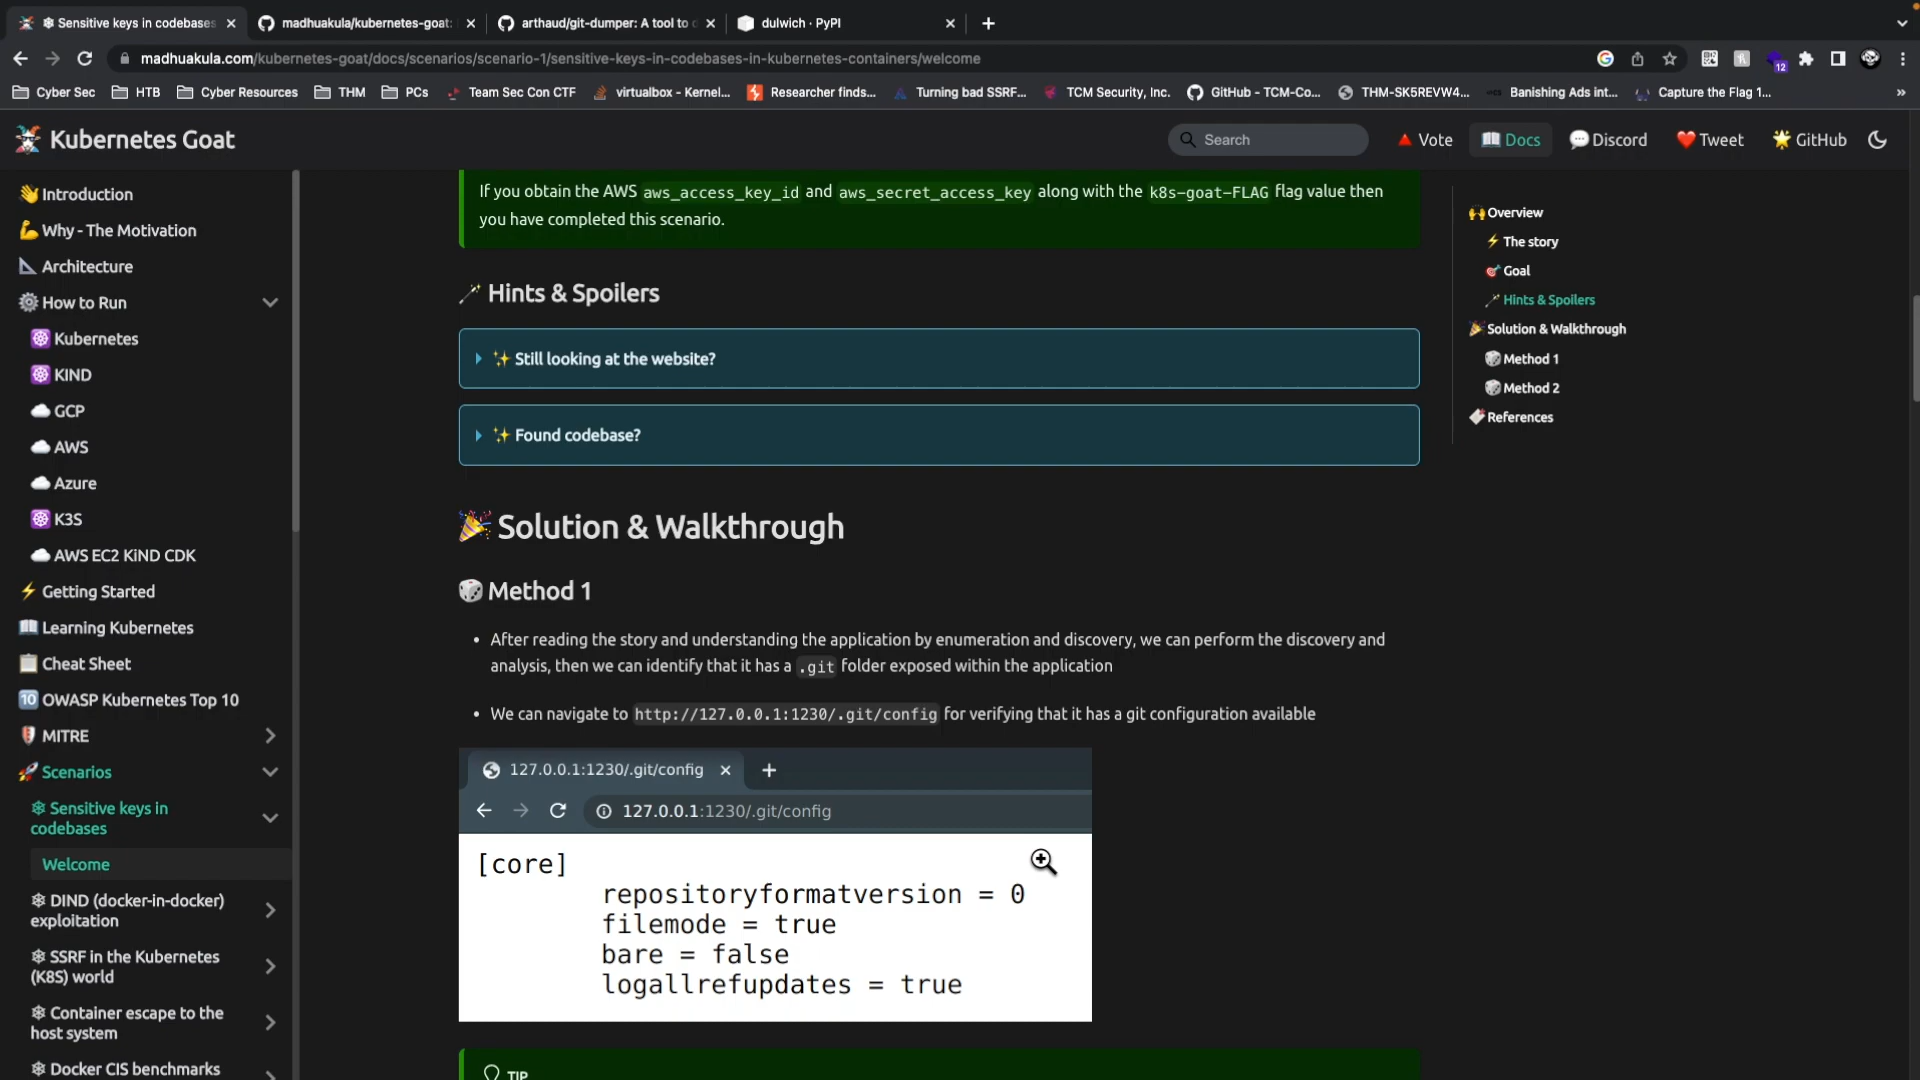 Sensitive keys in codebases
madhuakula/kubernetes-goat:
arthaud/git-dumper: A tool to
dulwich · PyPI
madhuakula.com/kubernetes-goat/docs/scenarios/scenario-1/sensitive-keys-in-codebases-in-kubernetes-containers/welcome
12
Cyber Sec
HTB
Cyber Resources
THM
PCs
Team Sec Con CTF
virtualbox - Kernel...
Researcher finds...
Turning bad SSRF...
TCM Security, Inc.
GitHub - TCM-Co...
THM-SK5REVW4...
Banishing Ads int...
Capture the Flag 1...
»
Kubernetes Goat
Search
Vote
Docs
Discord
Tweet
GitHub
Introduction
Why - The Motivation
Architecture
How to Run
Kubernetes
KIND
GCP
AWS
Azure
K3S
AWS EC2 KiND CDK
Getting Started
Learning Kubernetes
Cheat Sheet
10 OWASP Kubernetes Top 10
MITRE
Scenarios
Sensitive keys in
codebases
Welcome
DIND (docker-in-docker)
exploitation
SSRF in the Kubernetes
(K8S) world
Container escape to the
host system
Docker CIS benchmarks
If you obtain the AWS aws_access_key_id and aws_secret_access_key along with the k8s-goat-FLAG flag value then
you have completed this scenario.
Hints & Spoilers
Still looking at the website?
Found codebase?
Solution & Walkthrough
Method 1
• After reading the story and understanding the application by enumeration and discovery, we can perform the discovery and
analysis, then we can identify that it has a .git folder exposed within the application
• We can navigate to http://127.0.0.1:1230/.git/config for verifying that it has a git configuration available
127.0.0.1:1230/.git/config
127.0.0.1:1230/.git/config
[core]
repositoryformatversion = 0
filemode = true
bare = false
logallrefupdates = true
TIP
Overview
The story
Goal
Hints & Spoilers
Solution & Walkthrough
Method 1
Method 2
References